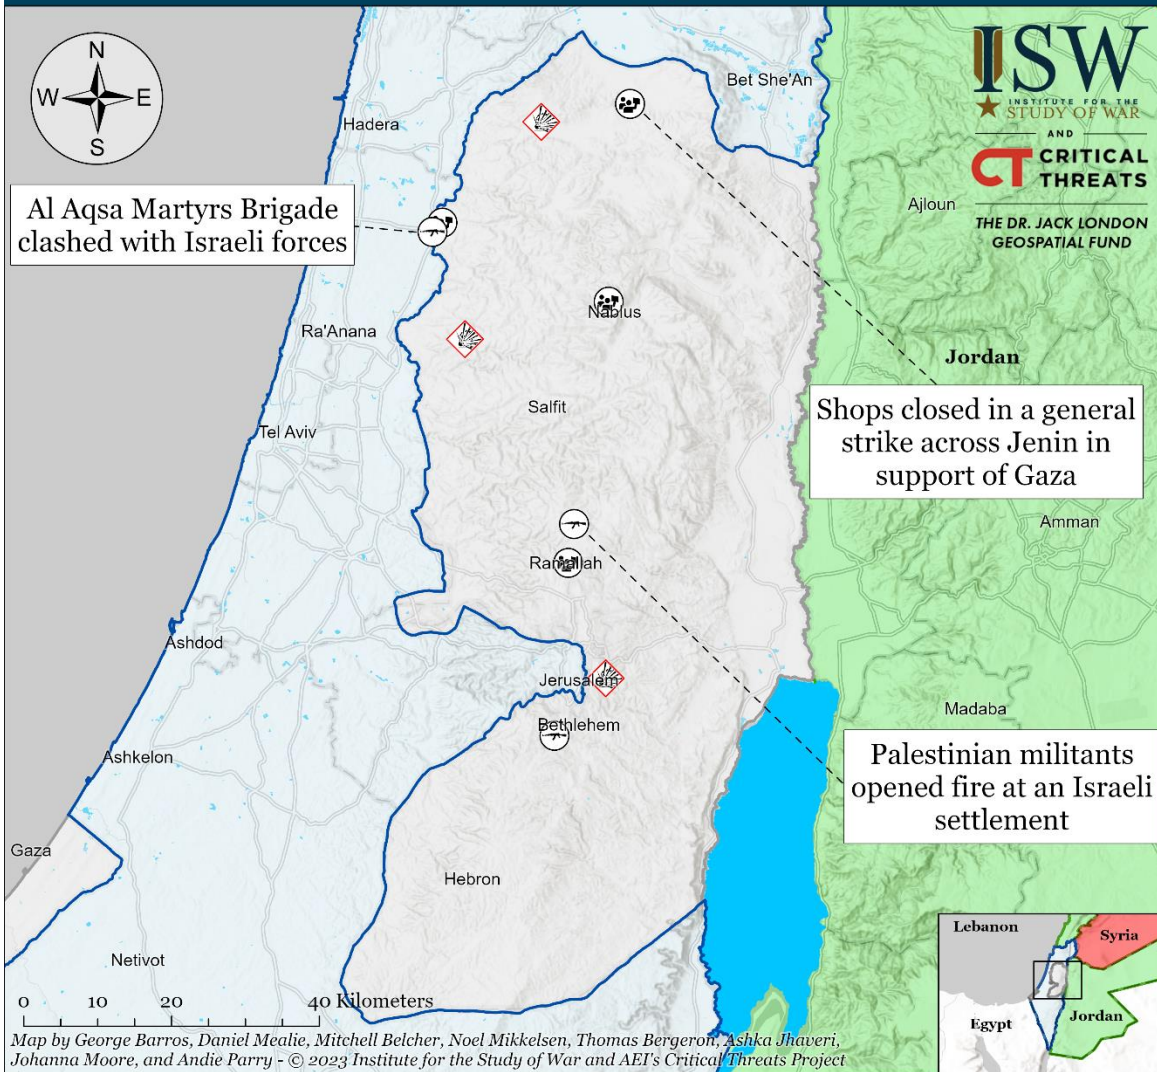 N
W
E
S
ISW
INSTITUTE FOR THE
STUDY OF WAR
AND
CT CRITICAL
THREATS
THE DR. JACK LONDON
GEOSPATIAL FUND
Bet She'An
Hadera
Ajloun
Al Aqsa Martyrs Brigade
clashed with Israeli forces
Nablus
Ra'Anana
Jordan
Salfit
Shops closed in a general
strike across Jenin in
support of Gaza
Tel Aviv
Amman
Ramallah
Ashdod
Jerusalem
Madaba
Bethlehem
Ashkelon
Palestinian militants
opened fire at an Israeli
settlement
Gaza
Hebron
Netivot
Lebanon
Syria
Egypt
Jordan
0 10 20 40 Kilometers
Map by George Barros, Daniel Mealie, Mitchell Belcher, Noel Mikkelsen, Thomas Bergeron, Ashka Jhaveri,
Johanna Moore, and Andie Parry - © 2023 Institute for the Study of War and AEI's Critical Threats Project